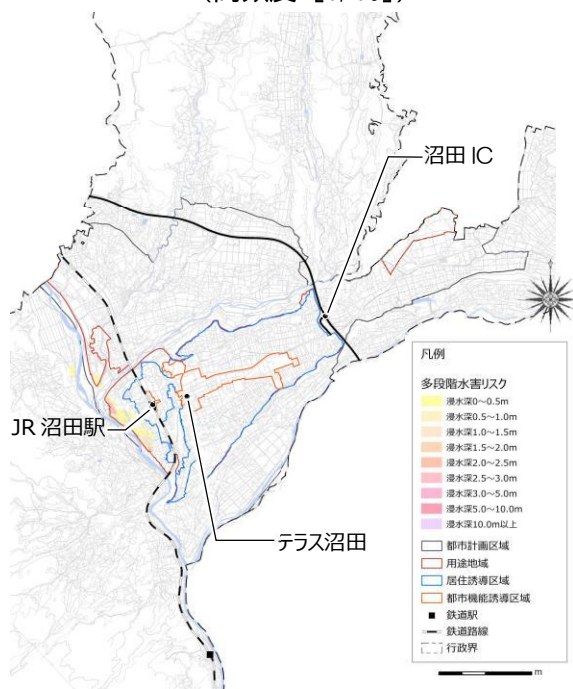 沼田 IC
JR 沼田駅
テラス沼田
凡例
多段階水害リスク
浸水深0～0.5m
浸水深0.5～1.0m
浸水深1.0～1.5m
浸水深1.5～2.0m
浸水深2.0～2.5m
浸水深2.5～3.0m
浸水深3.0～5.0m
浸水深5.0～10.0m
浸水深10.0m以上
都市計画区域
用途地域
居住誘導区域
都市機能誘導区域
鉄道駅
鉄道路線
行政界
m